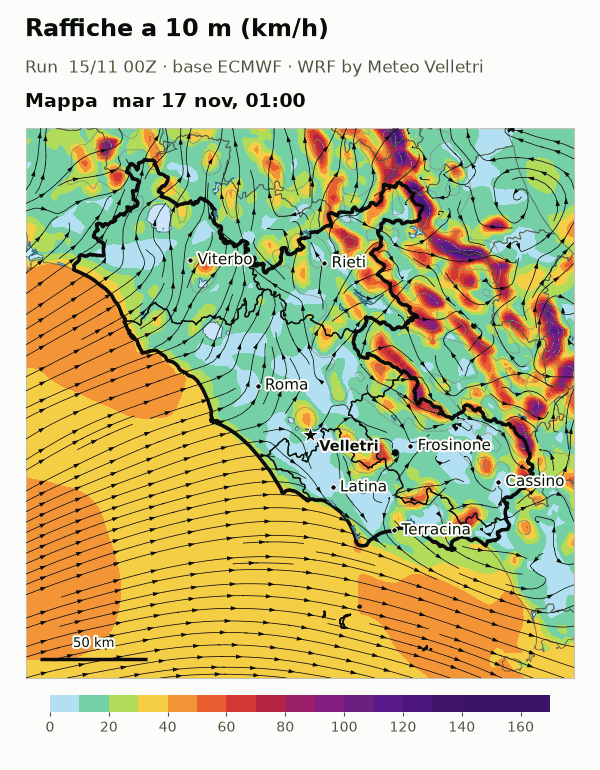 Raffiche a 10 m (km/h)
Run 15/11 00Z · base ECMWF · WRF by Meteo Velletri
Mappa mar 17 nov, 01:00
Viterbo
Rieti
Roma
Velletri
Frosinone
Cassino
Latina
Terracina
50 km
0 20 40 60 80 100 120 140 160